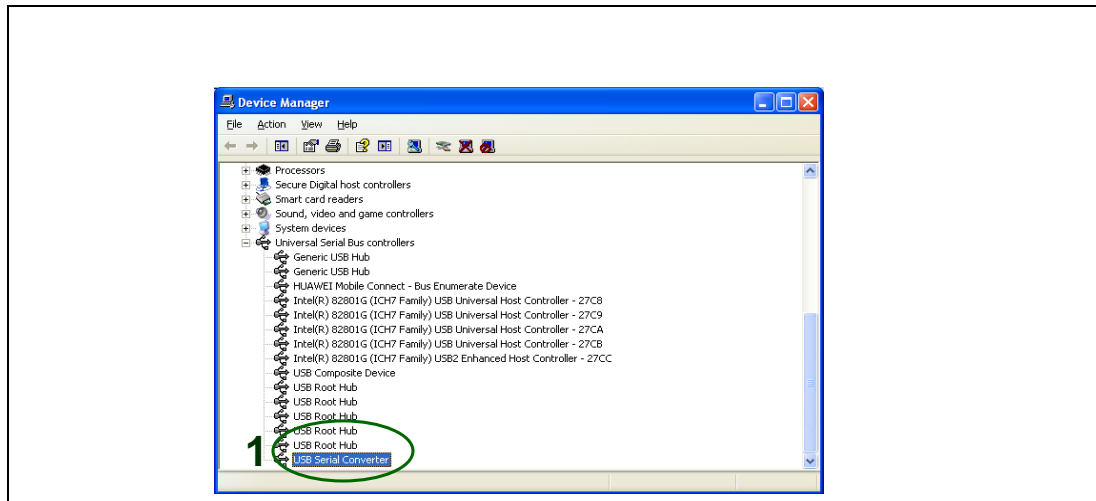 Device Manager
File Action View Help
Processors
Secure Digital host controllers
Smart card readers
Sound, video and game controllers
System devices
Universal Serial Bus controllers
Generic USB Hub
Generic USB Hub
HUAWEI Mobile Connect - Bus Enumerate Device
Intel(R) 82801G (ICH7 Family) USB Universal Host Controller - 27C8
Intel(R) 82801G (ICH7 Family) USB Universal Host Controller - 27C9
Intel(R) 82801G (ICH7 Family) USB Universal Host Controller - 27CA
Intel(R) 82801G (ICH7 Family) USB Universal Host Controller - 27CB
Intel(R) 82801G (ICH7 Family) USB2 Enhanced Host Controller - 27CC
USB Composite Device
USB Root Hub
USB Root Hub
USB Root Hub
USB Root Hub
1 USB Root Hub
USB Serial Converter